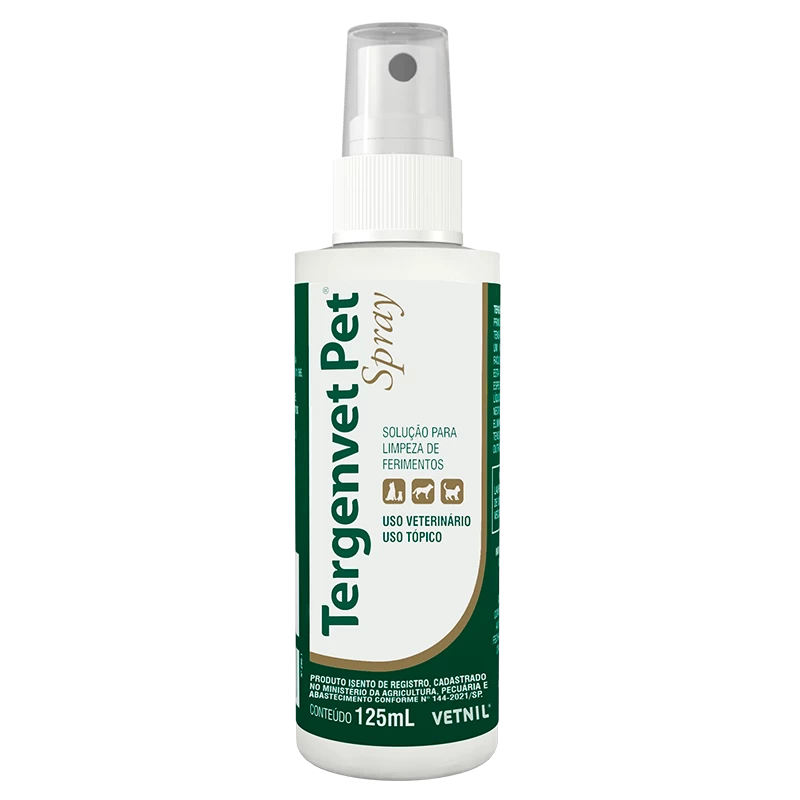 Tergenvet Pet®
Spray
SOLUÇÃO PARA
LIMPEZA DE
FERIMENTOS
USO VETERINÁRIO
USO TÓPICO
PRODUTO ISENTO DE REGISTRO, CADASTRADO
NO MINISTÉRIO DA AGRICULTURA, PECUÁRIA E
ABASTECIMENTO CONFORME N° 144-2021/SP.
CONTEÚDO 125mL VETNIL®